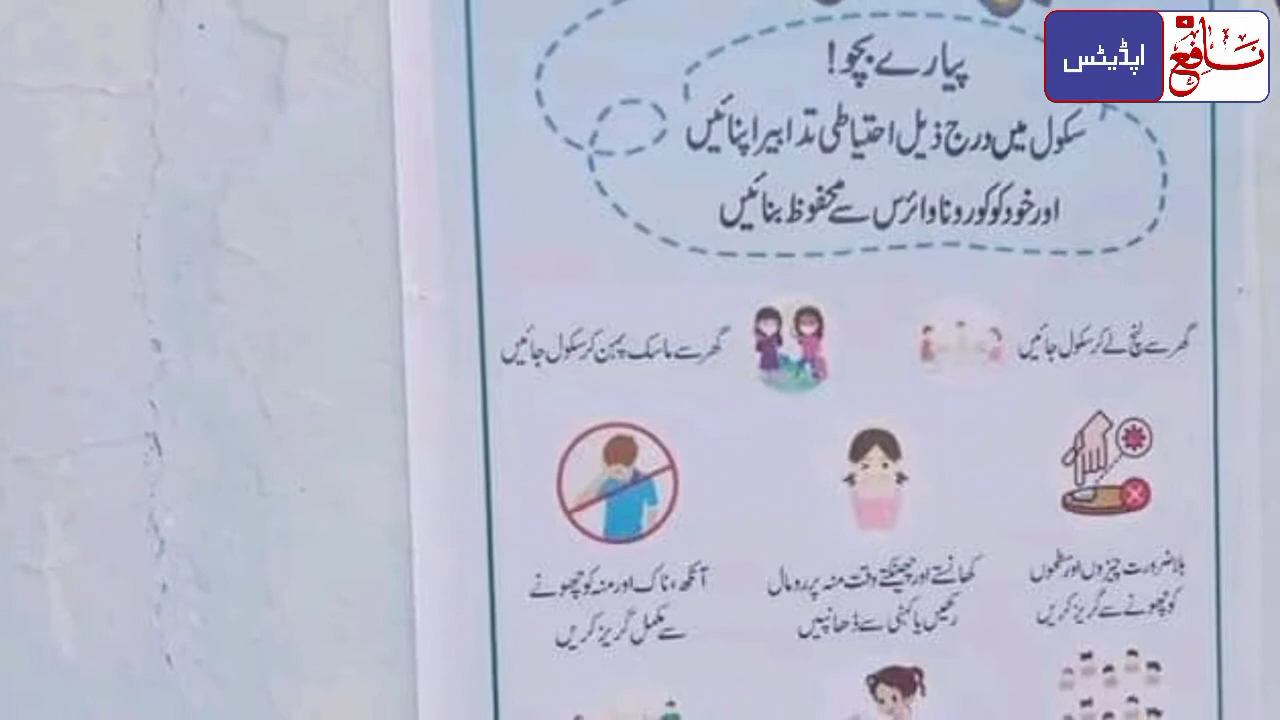 نافع اپڈیٹس
پیارے بچو!
سکول میں درج ذیل احتیاطی تدابیر اپنائیں
اور خود کو کورونا وائرس سے محفوظ بنائیں
گھر سے لنچ لے کر سکول جائیں
گھر سے ماسک پہن کر سکول جائیں
بلا ضرورت چیزوں اور سطحوں
کو چھونے سے گریز کریں
کھانستے اور چھینکتے وقت منہ پر رومال
رکھیں یا کہنی سے ڈھانپیں
آنکھ، ناک اور منہ کو چھونے
سے مکمل گریز کریں